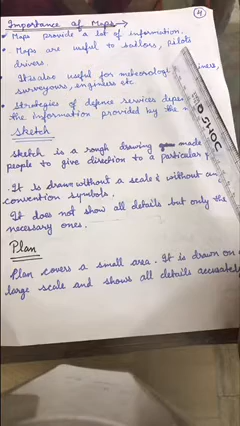 4
Importance of Maps
Maps provide a lot of information.
Maps are useful to sailors, pilots
drivers.
It is also useful for
surveyours, engineers etc
Strategies of defence services
the information provided by the
Sketch
Sketch is a rough drawing made
people to give direction to a particular
It is drawn without a scale & without
convention symbols.
It does not show all details but only the
necessary ones.
Plan
Plan covers a small area. It is drawn on
large scale and shows all details accurately